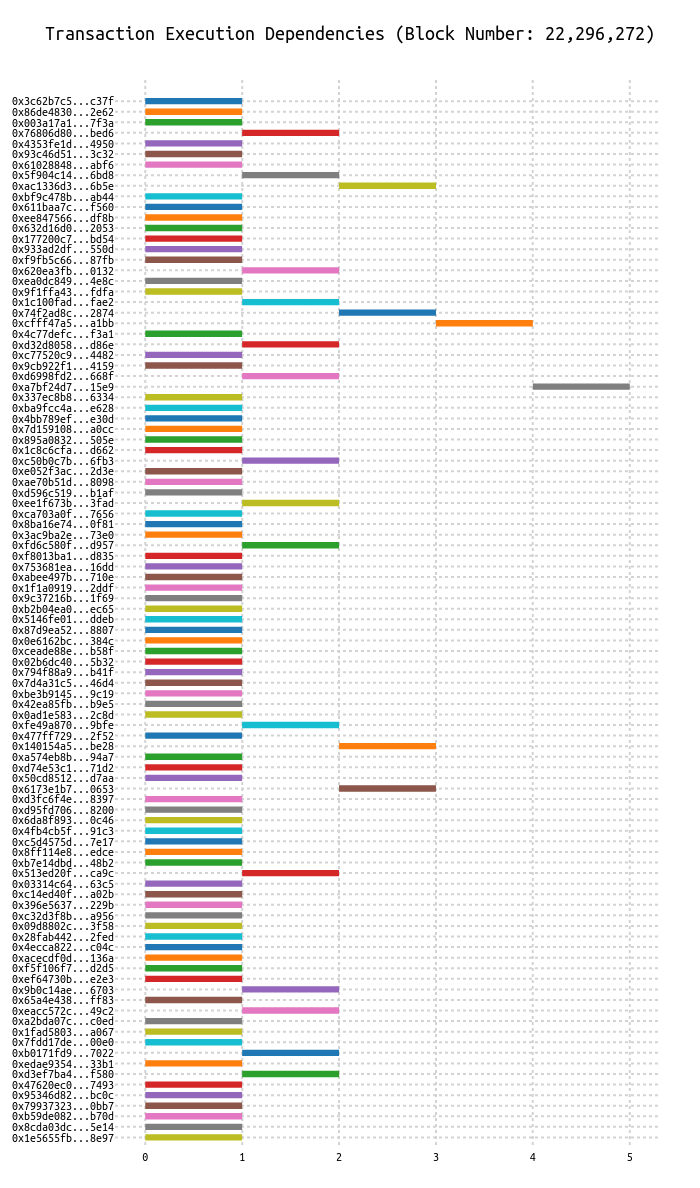 Transaction Execution Dependencies (Block Number: 22,296,272)
0x3c62b7c5...c37f
0x86de4830...2e62
0x003a17a1...7f3a
0x76806d80...bed6
0x4353fe1d...4950
0x93c46d51...3c32
0x61028848...abf6
0x5f904c14...6bd8
0xac1336d3...6b5e
0xbf9c478b...ab44
0x611baa7c...f560
0xee847566...df8b
0x632d16d0...2053
0x177200c7...bd54
0x933ad2df...550d
0xf9fb5c66...87fb
0x620ea3fb...0132
0xea0dc849...4e8c
0x9f1ffa43...fdfa
0x1c100fad...fae2
0x74f2ad8c...2874
0xcfff47a5...a1bb
0x4c77defc...f3a1
0xd32d8058...d86e
0xc77520c9...4482
0x9cb922f1...4159
0xd6998fd2...668f
0xa7bf24d7...15e9
0x337ec8b8...6334
0xba9fcc4a...e628
0x4bb789ef...e30d
0x7d159108...a0cc
0x895a0832...505e
0x1c8c6cfa...d662
0xc50b0c7b...6fb3
0xe052f3ac...2d3e
0xae70b51d...8098
0xd596c519...b1af
0xee1f673b...3fad
0xca703a0f...7656
0x8ba16e74...0f81
0x3ac9ba2e...73e0
0xfd6c580f...d957
0xf8013ba1...d835
0x753681ea...16dd
0xabee497b...710e
0x1f1a0919...2ddf
0x9c37216b...1f69
0xb2b04ea0...ec65
0x5146fe01...ddeb
0x87d9ea52...8807
0x0e6162bc...384c
0xceade88e...b58f
0x02b6dc40...5b32
0x794f88a9...b41f
0x7d4a31c5...46d4
0xbe3b9145...9c19
0x42ea85fb...b9e5
0x0ad1e583...2c8d
0xfe49a870...9bfe
0x477ff729...2f52
0x140154a5...be28
0xa574eb8b...94a7
0xd74e53c1...71d2
0x50cd8512...d7aa
0x6173e1b7...0653
0xd3fc6f4e...8397
0xd95fd706...8200
0x6da8f893...0c46
0x4fb4cb5f...91c3
0xc5d4575d...7e17
0x8ff114e8...edce
0xb7e14dbd...48b2
0x513ed20f...ca9c
0x03314c64...63c5
0xc14ed40f...a02b
0x396e5637...229b
0xc32d3f8b...a956
0x09d8802c...3f58
0x28fab442...2fed
0x4ecca822...c04c
0xacecdf0d...136a
0xf5f106f7...d2d5
0xef64730b...e2e3
0x9b0c14ae...6703
0x65a4e438...ff83
0xeacc572c...49c2
0xa2bda07c...c0ed
0x1fad5803...a067
0x7fdd17de...00e0
0xb0171fd9...7022
0xedae9354...33b1
0xd3ef7ba4...f580
0x47620ec0...7493
0x95346d82...bc0c
0x79937323...0bb7
0xb59de082...b70d
0x8cda03dc...5e14
0x1e5655fb...8e97
0 1 2 3 4 5